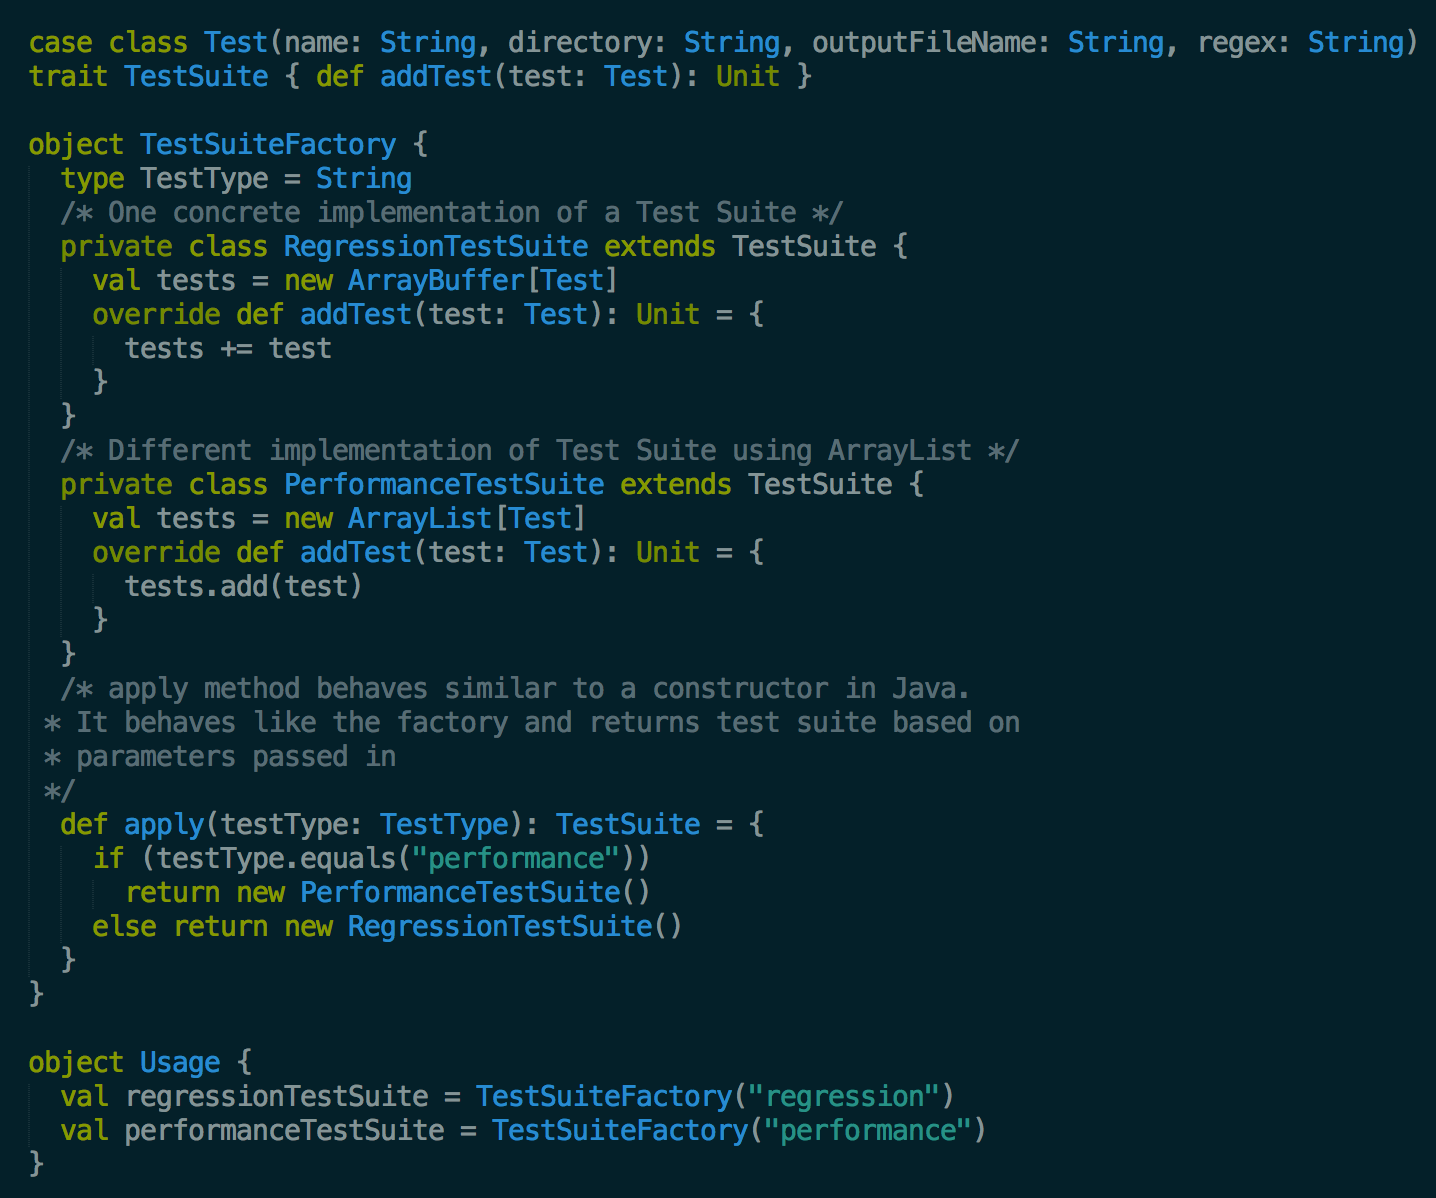 case class Test(name: String, directory: String, outputFileName: String, regex: String)
trait TestSuite { def addTest(test: Test): Unit }

object TestSuiteFactory {
  type TestType = String
  /* One concrete implementation of a Test Suite */
  private class RegressionTestSuite extends TestSuite {
    val tests = new ArrayBuffer[Test]
    override def addTest(test: Test): Unit = {
      tests += test
    }
  }
  /* Different implementation of Test Suite using ArrayList */
  private class PerformanceTestSuite extends TestSuite {
    val tests = new ArrayList[Test]
    override def addTest(test: Test): Unit = {
      tests.add(test)
    }
  }
  /* apply method behaves similar to a constructor in Java.
 * It behaves like the factory and returns test suite based on
 * parameters passed in
 */
  def apply(testType: TestType): TestSuite = {
    if (testType.equals("performance"))
      return new PerformanceTestSuite()
    else return new RegressionTestSuite()
  }
}

object Usage {
  val regressionTestSuite = TestSuiteFactory("regression")
  val performanceTestSuite = TestSuiteFactory("performance")
}